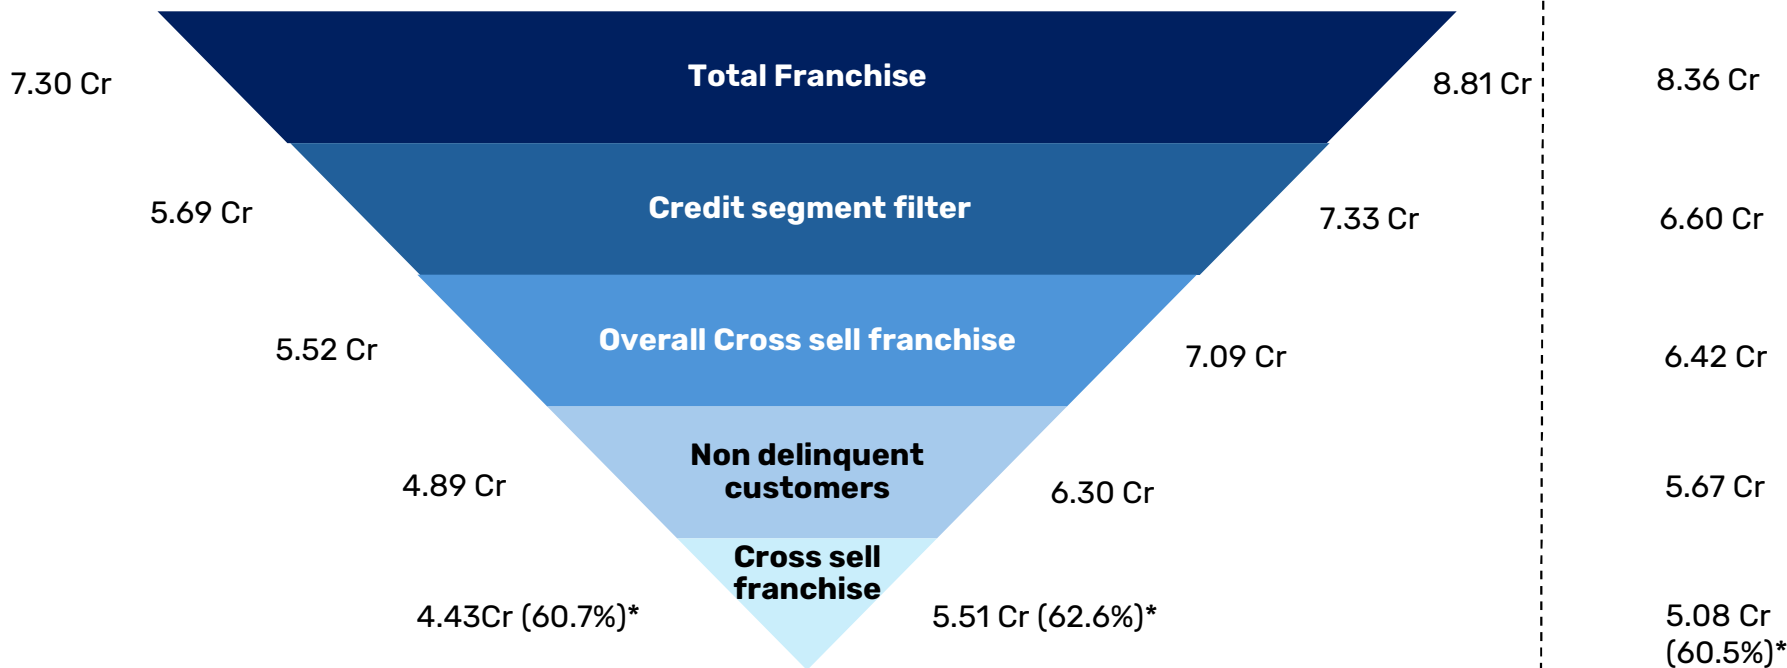 7.30 Cr
Total Franchise
8.81 Cr
8.36 Cr
5.69 Cr
Credit segment filter
7.33 Cr
6.60 Cr
5.52 Cr
Overall Cross sell franchise
7.09 Cr
6.42 Cr
4.89 Cr
Non delinquent
customers
6.30 Cr
5.67 Cr
Cross sell
franchise
4.43Cr (60.7%)*
5.51 Cr (62.6%)*
5.08 Cr
(60.5%)*